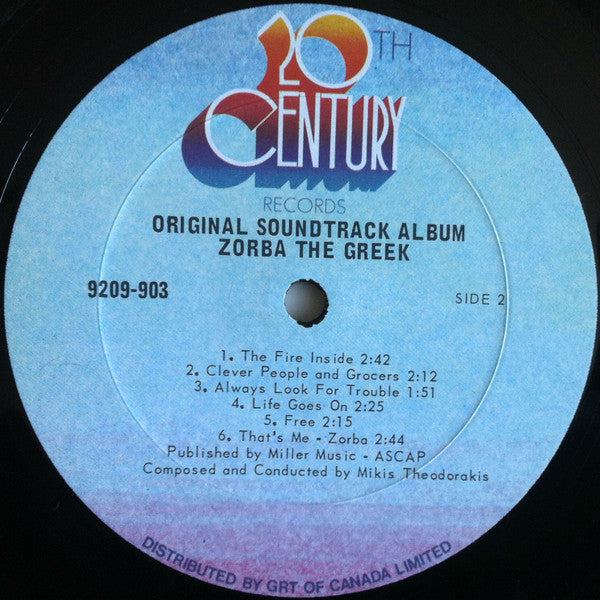 20TH
CENTURY
RECORDS
ORIGINAL SOUNDTRACK ALBUM
ZORBA THE GREEK
9209-903
SIDE 2
1. The Fire Inside 2:42
2. Clever People and Grocers 2:12
3. Always Look For Trouble 1:51
4. Life Goes On 2:25
5. Free 2:15
6. That's Me - Zorba 2:44
Published by Miller Music - ASCAP
Composed and Conducted by Mikis Theodorakis
DISTRIBUTED BY GRT OF CANADA LIMITED